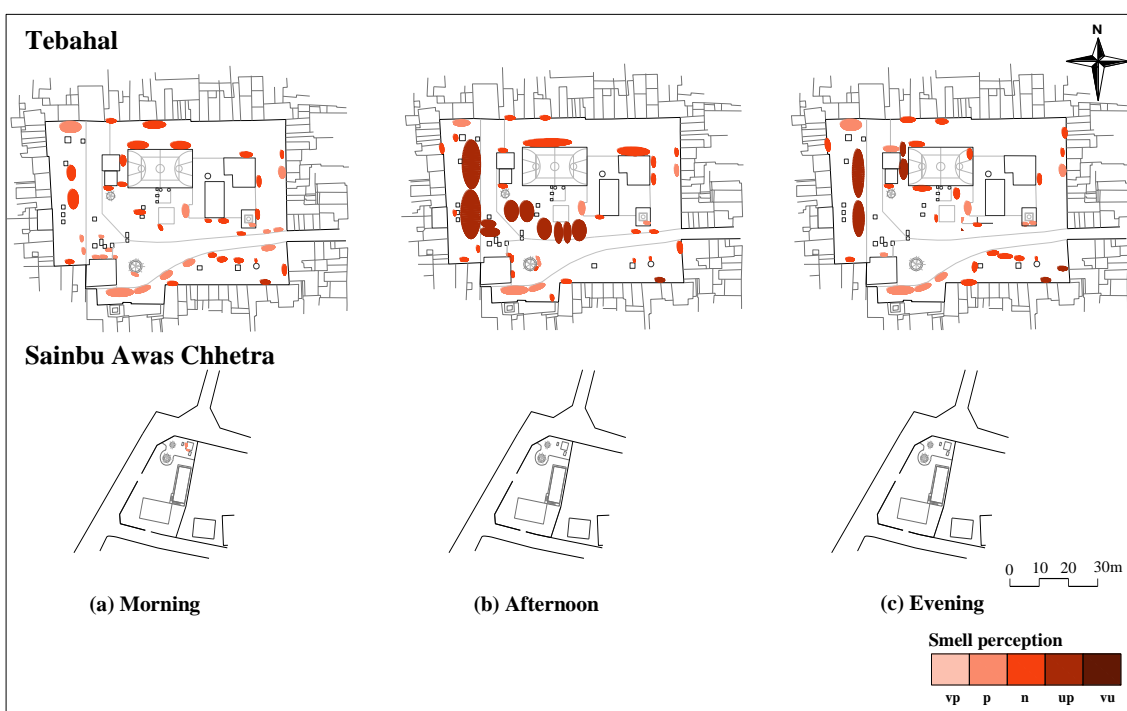 Tebahal
N
Sainbu Awas Chhetra
0 10 20 30m
(a) Morning (b) Afternoon (c) Evening
Smell perception
vp p n up vu